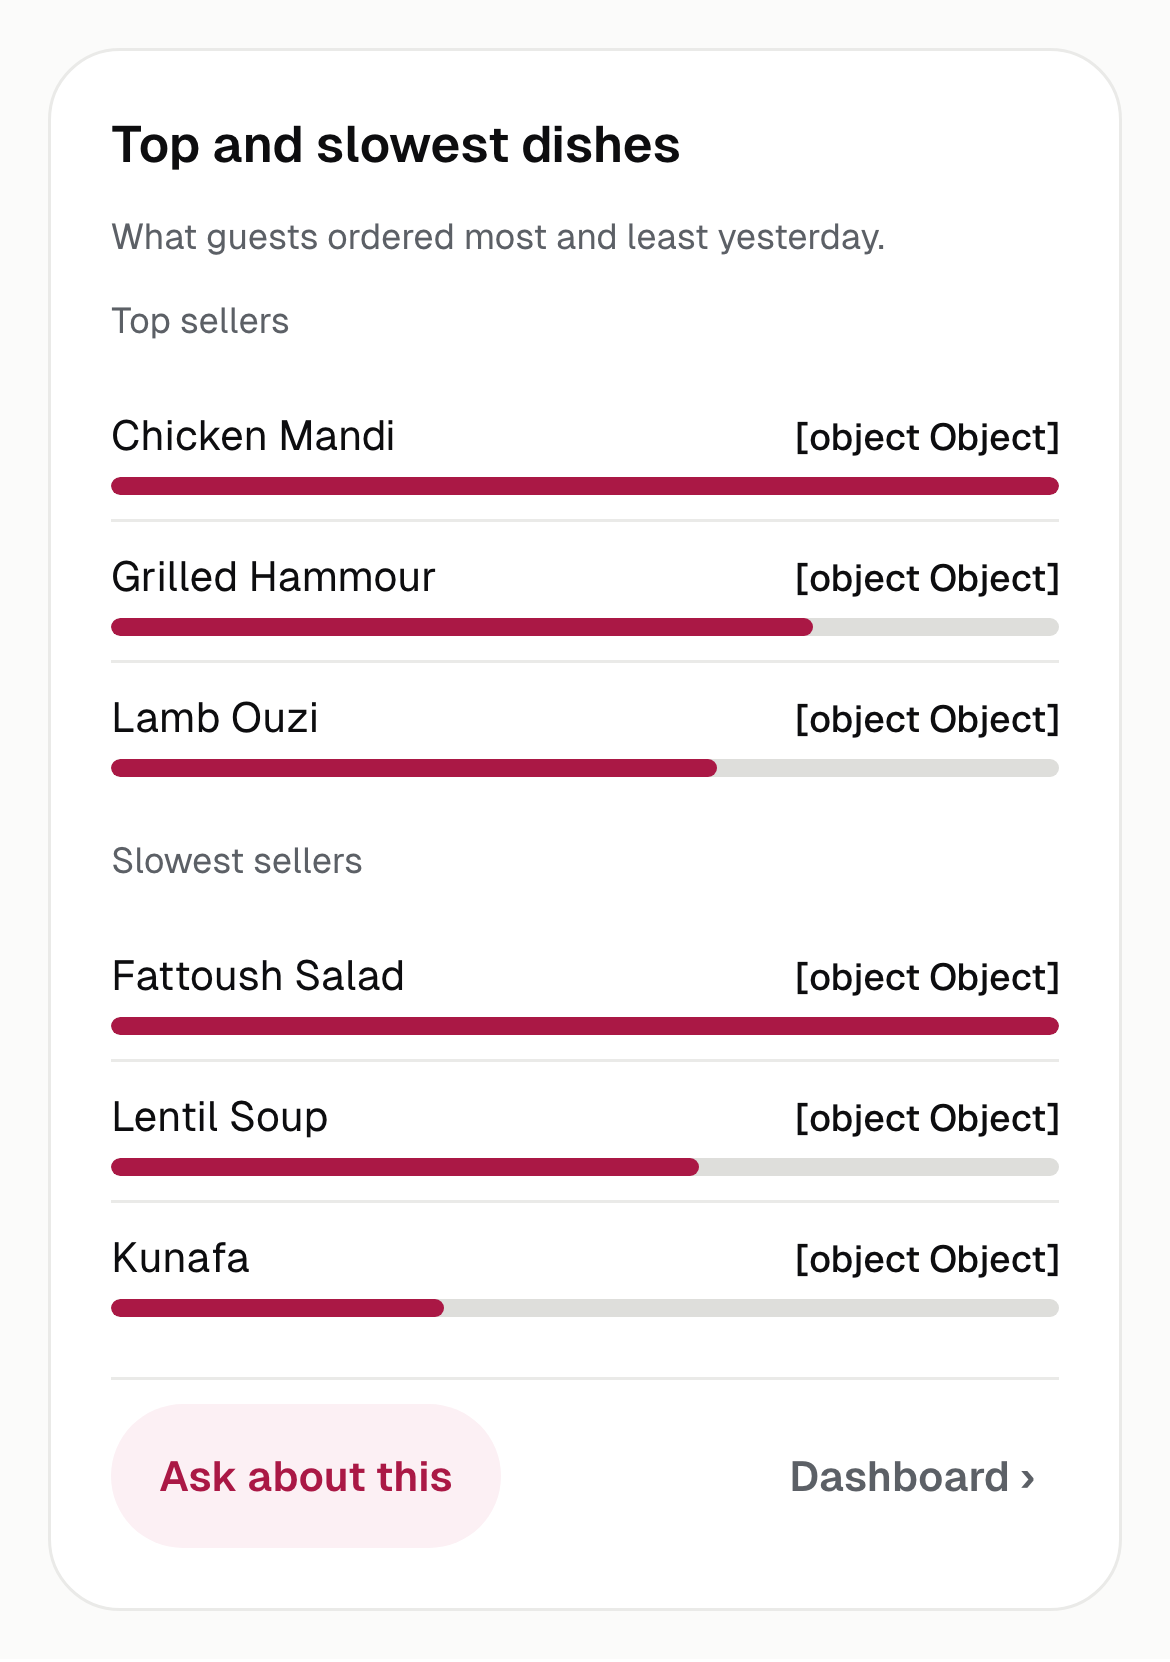 Top and slowest dishes
What guests ordered most and least yesterday.
Top sellers
Chicken Mandi [object Object]
Grilled Hammour [object Object]
Lamb Ouzi [object Object]
Slowest sellers
Fattoush Salad [object Object]
Lentil Soup [object Object]
Kunafa [object Object]
Ask about this Dashboard ›